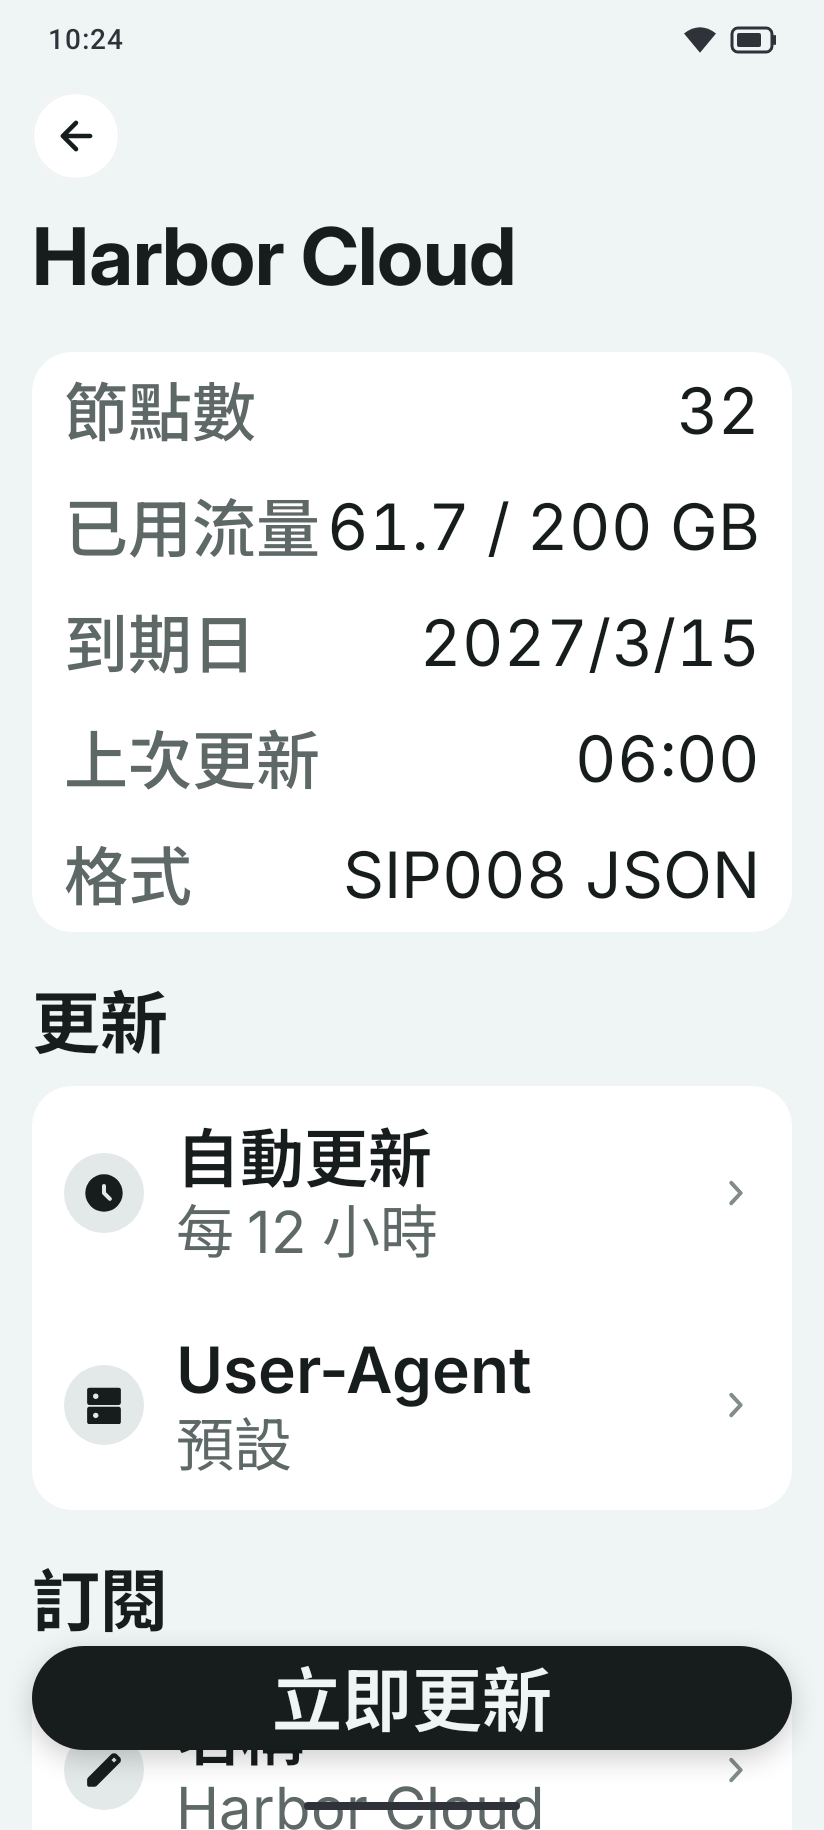 10:24
Harbor Cloud
節點數 32
已用流量 61.7 / 200 GB
到期日 2027/3/15
上次更新 06:00
格式 SIP008 JSON
更新
自動更新
每 12 小時
User-Agent
預設
訂閱
立即更新
名稱
Harbor Cloud